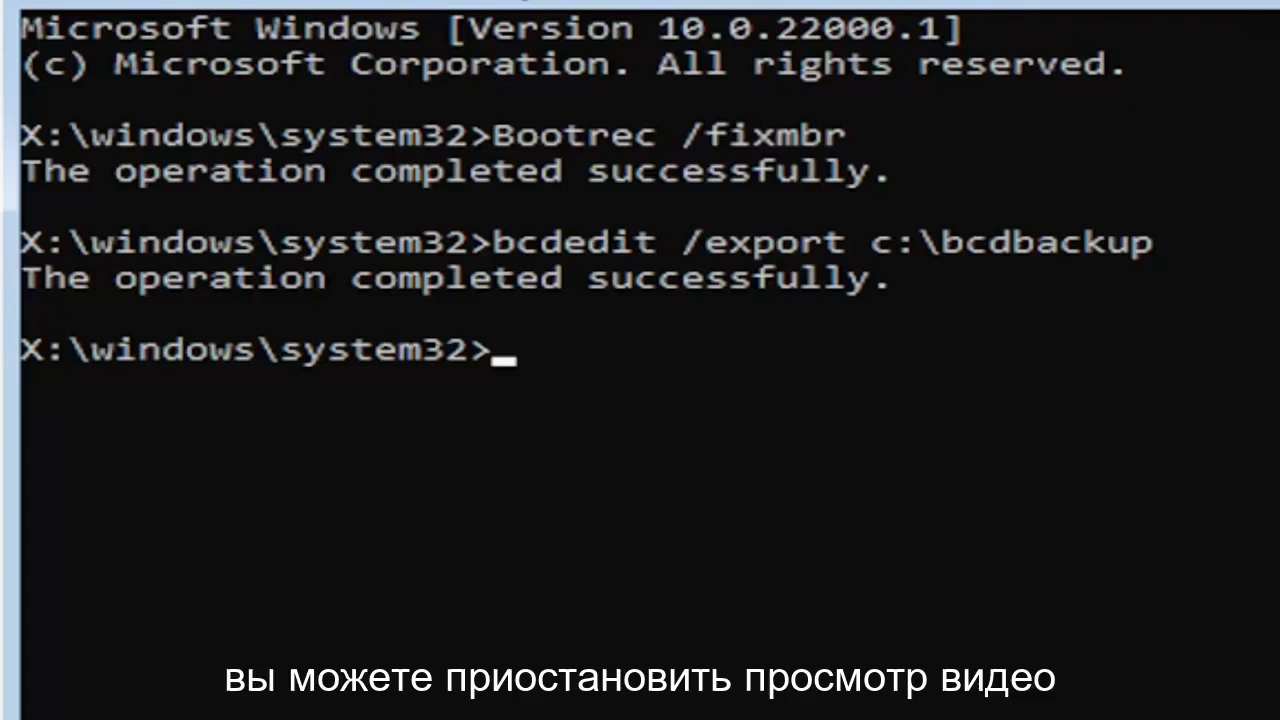 Microsoft Windows [Version 10.0.22000.1]
(c) Microsoft Corporation. All rights reserved.
X:\windows\system32>Bootrec /fixmbr
The operation completed successfully.
X:\windows\system32>bcdedit /export c:\bcdbackup
The operation completed successfully.
X:\windows\system32>
вы можете приостановить просмотр видео